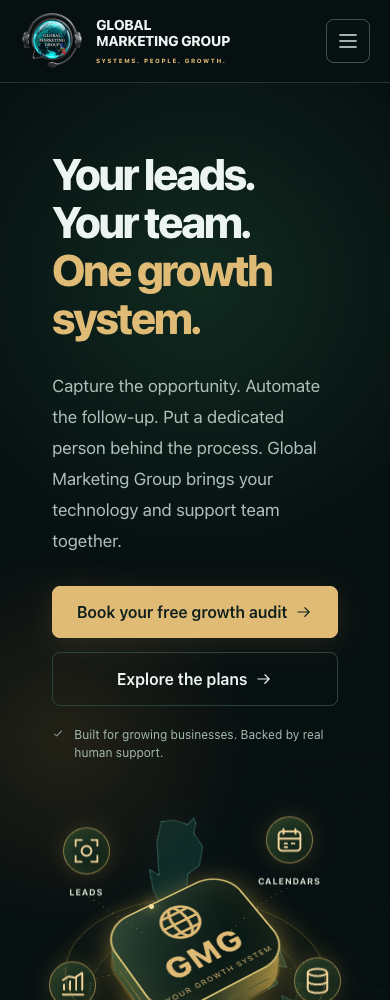 GLOBAL
MARKETING GROUP
GLOBAL
MARKETING GROUP
SYSTEMS. PEOPLE. GROWTH.
Your leads.
Your team.
One growth
system.
Capture the opportunity. Automate
the follow-up. Put a dedicated
person behind the process. Global
Marketing Group brings your
technology and support team
together.
Book your free growth audit →
Explore the plans →
✓ Built for growing businesses. Backed by real
human support.
LEADS
CALENDARS
GMG
YOUR GROWTH SYSTEM